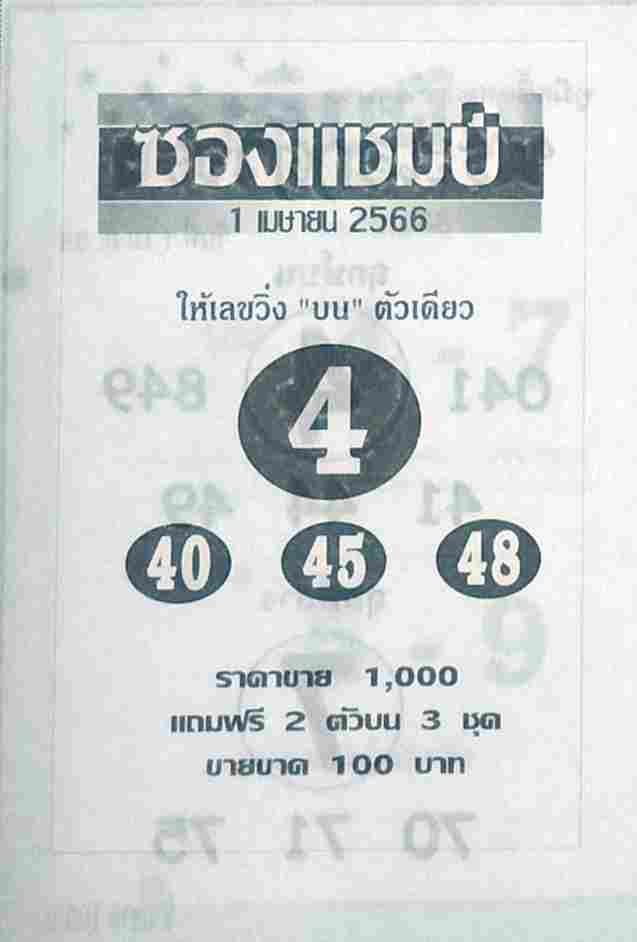 ซองแชมป์
1 เมษายน 2566
ให้เลขวิ่ง "บน" ตัวเดียว
4
40 45 48
ราคาขาย 1,000
แถมฟรี 2 ตัวบน 3 ชุด
ขายขาด 100 บาท